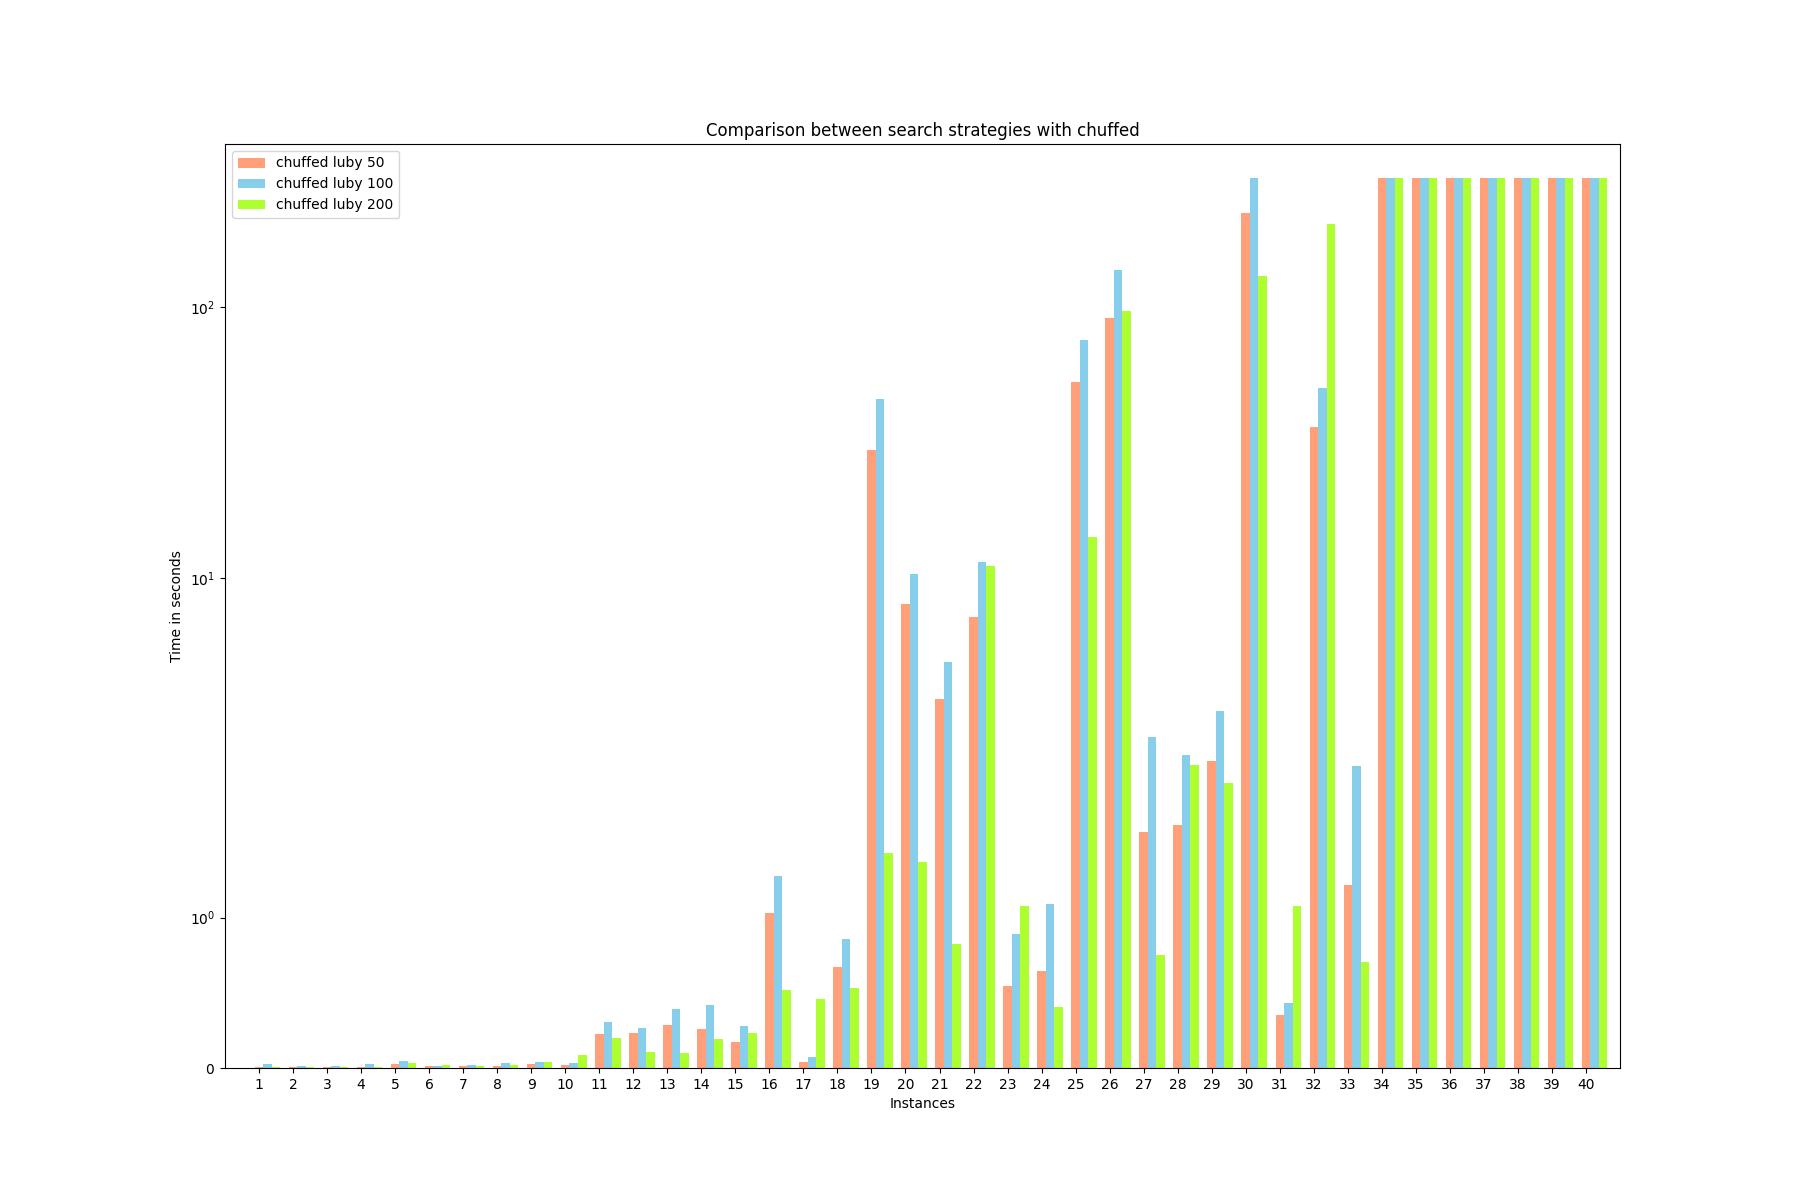 Comparison between search strategies with chuffed
chuffed luby 50
chuffed luby 100
chuffed luby 200
10²
10¹
10⁰
0
Time in seconds
1 2 3 4 5 6 7 8 9 10 11 12 13 14 15 16 17 18 19 20 21 22 23 24 25 26 27 28 29 30 31 32 33 34 35 36 37 38 39 40
Instances